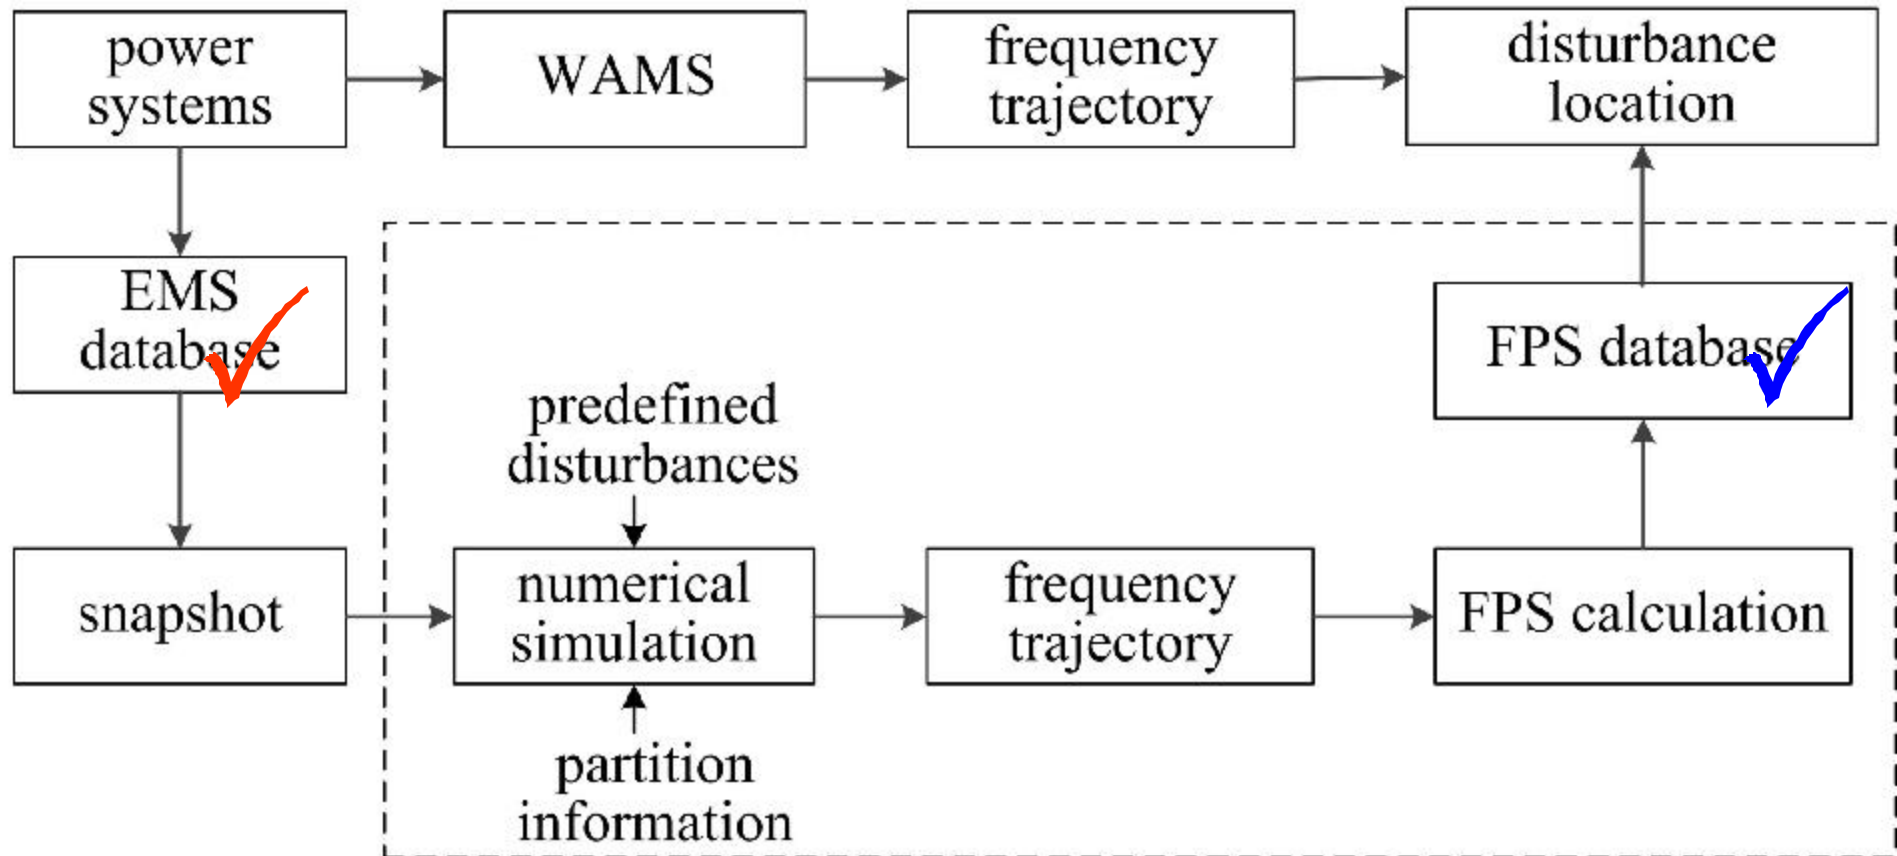 power
systems
WAMS
frequency
trajectory
disturbance
location
EMS
database
FPS database
predefined
disturbances
snapshot
numerical
simulation
frequency
trajectory
FPS calculation
partition
information